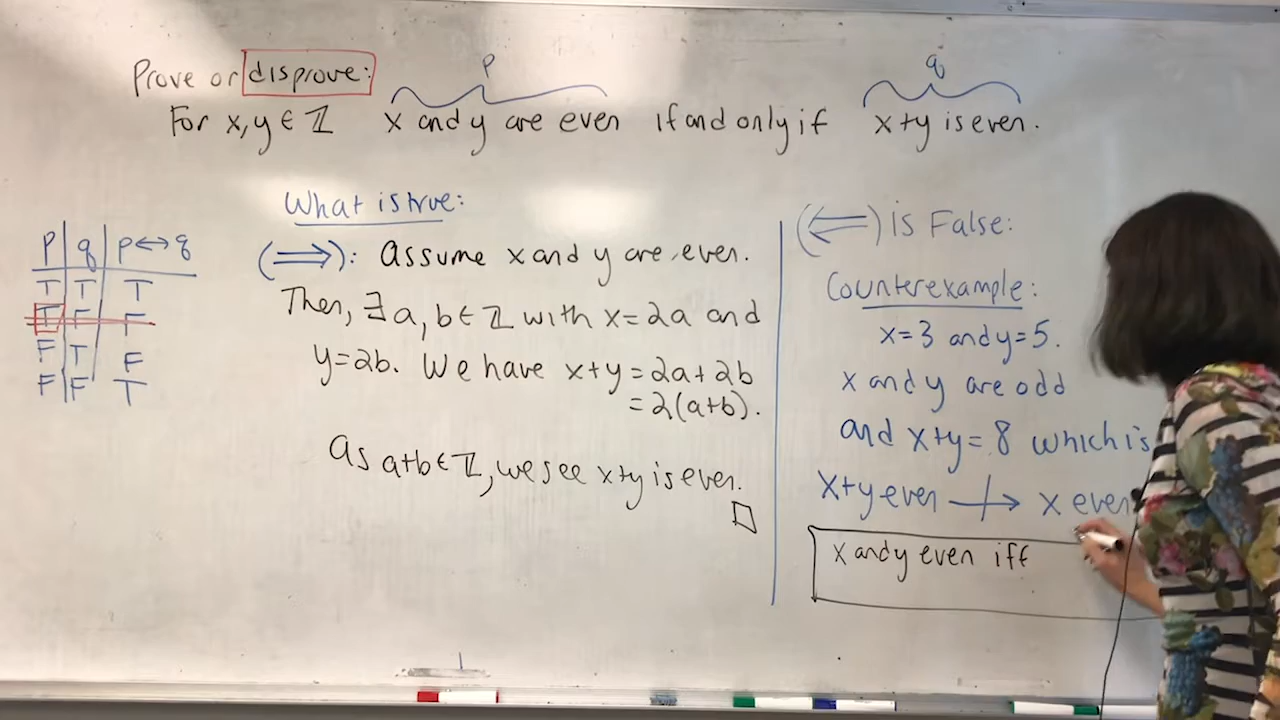 Prove or disprove:
p
q
For x, y ∈ ℤ x and y are even if and only if x+y is even.
p q p↔q
T T T
T F F
F T F
F F T
What is true:
(⟹): Assume x and y are even.
Then, ∃ a, b ∈ ℤ with x=2a and
y=2b. We have x+y = 2a+2b
= 2(a+b).
As a+b ∈ ℤ, we see x+y is even.
□
(⟸) is False:
Counterexample:
x=3 and y=5.
x and y are odd
and x+y = 8 which is
x+y even ↛ x even
x and y even iff